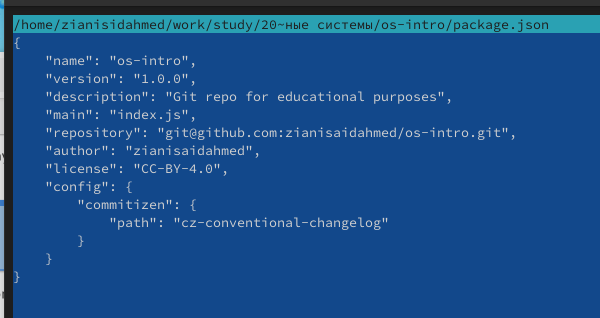 /home/zianisidahmed/work/study/20~ные системы/os-intro/package.json
{
    "name": "os-intro",
    "version": "1.0.0",
    "description": "Git repo for educational purposes",
    "main": "index.js",
    "repository": "git@github.com:zianisaidahmed/os-intro.git",
    "author": "zianisaidahmed",
    "license": "CC-BY-4.0",
    "config": {
        "commitizen": {
            "path": "cz-conventional-changelog"
        }
    }
}